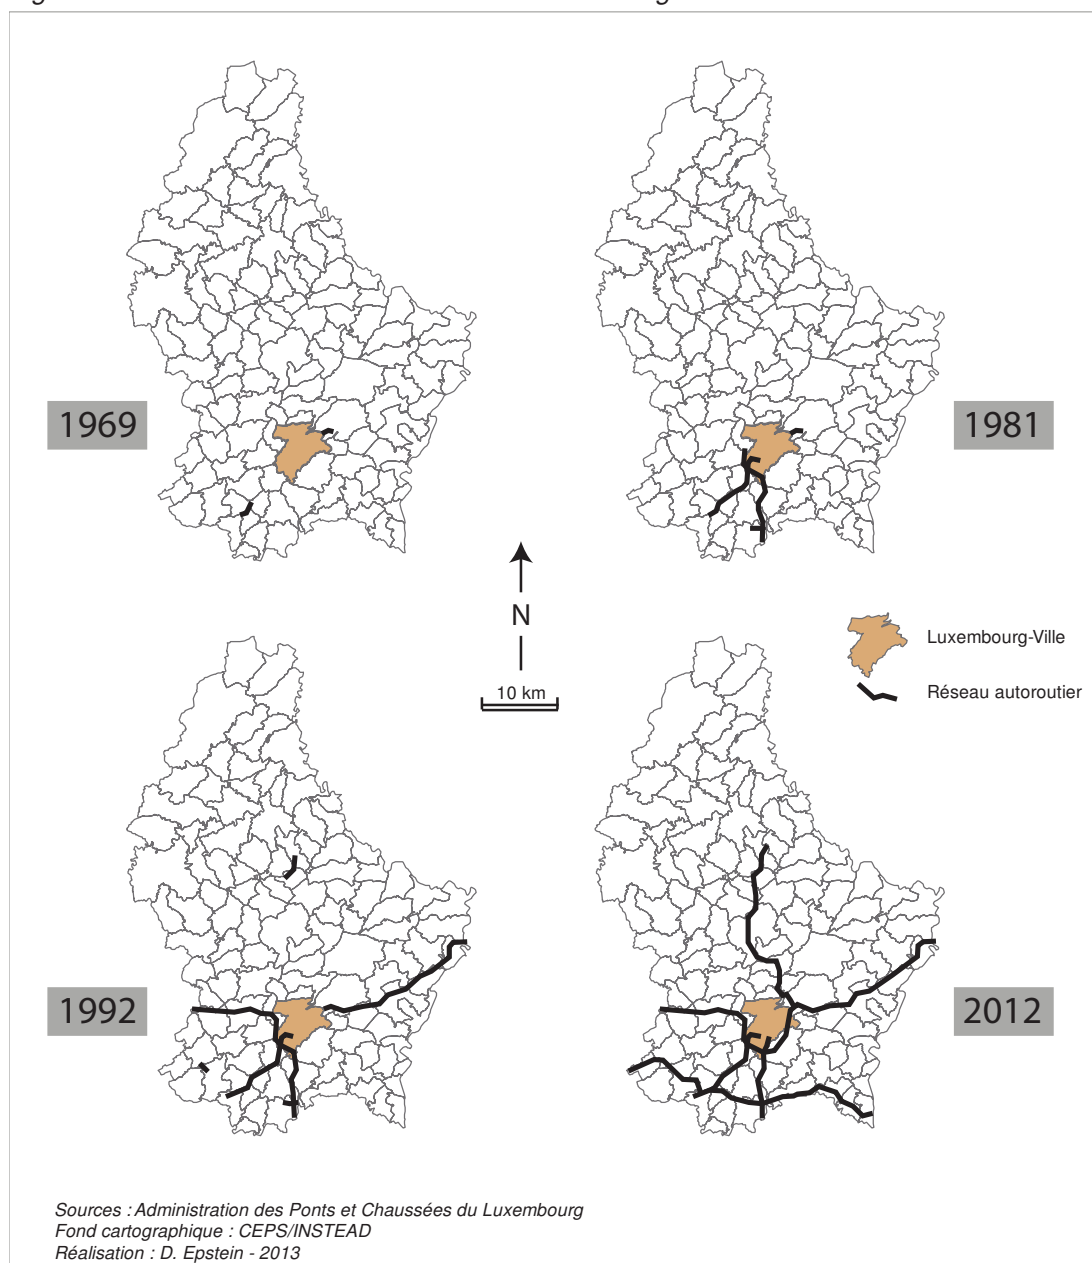 1969
1981
N
10 km
Luxembourg-Ville
Réseau autoroutier
1992
2012
Sources : Administration des Ponts et Chaussées du Luxembourg
Fond cartographique : CEPS/INSTEAD
Réalisation : D. Epstein - 2013